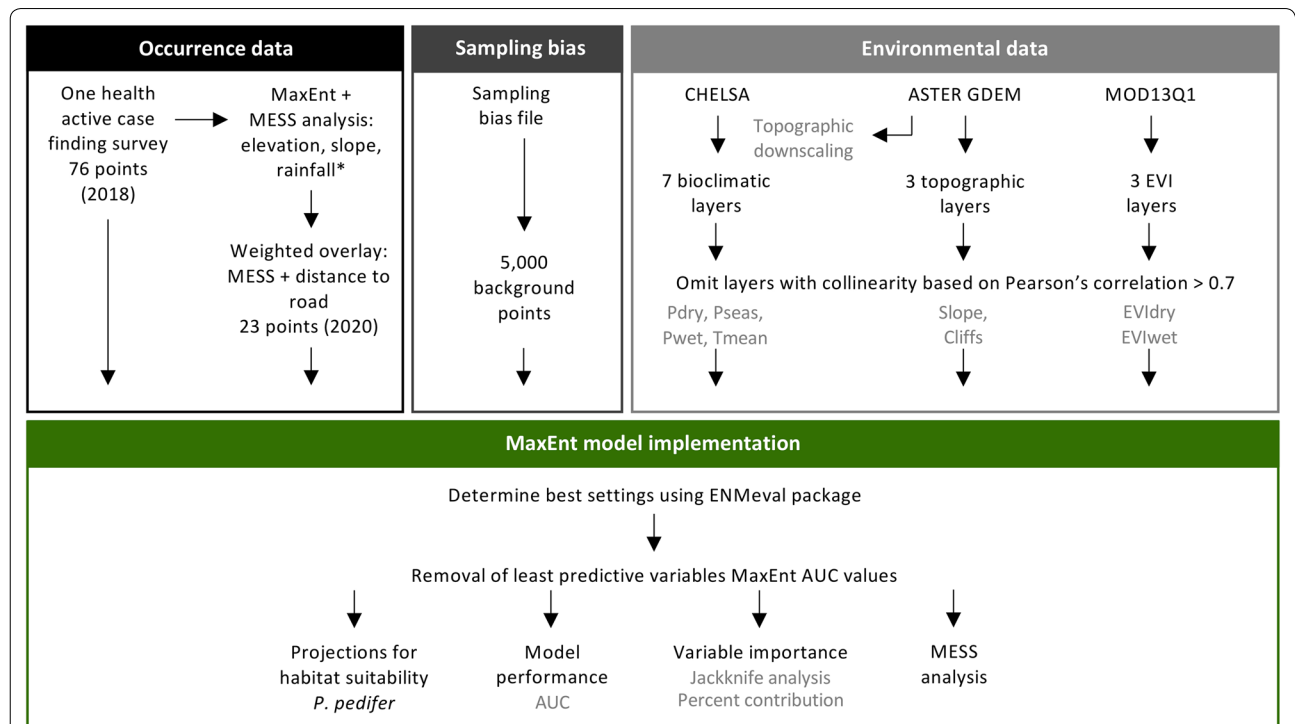 Occurrence data
One health
active case
finding survey
76 points
(2018)
MaxEnt +
MESS analysis:
elevation, slope,
rainfall*
Weighted overlay:
MESS + distance to
road
23 points (2020)
Sampling bias
Sampling
bias file
5,000
background
points
Environmental data
CHELSA
ASTER GDEM
MOD13Q1
Topographic
downscaling
7 bioclimatic
layers
3 topographic
layers
3 EVI
layers
Omit layers with collinearity based on Pearson’s correlation > 0.7
Pdry, Pseas,
Pwet, Tmean
Slope,
Cliffs
EVIdry
EVIwet
MaxEnt model implementation
Determine best settings using ENMeval package
Removal of least predictive variables MaxEnt AUC values
Projections for
habitat suitability
P. pedifer
Model
performance
AUC
Variable importance
Jackknife analysis
Percent contribution
MESS
analysis